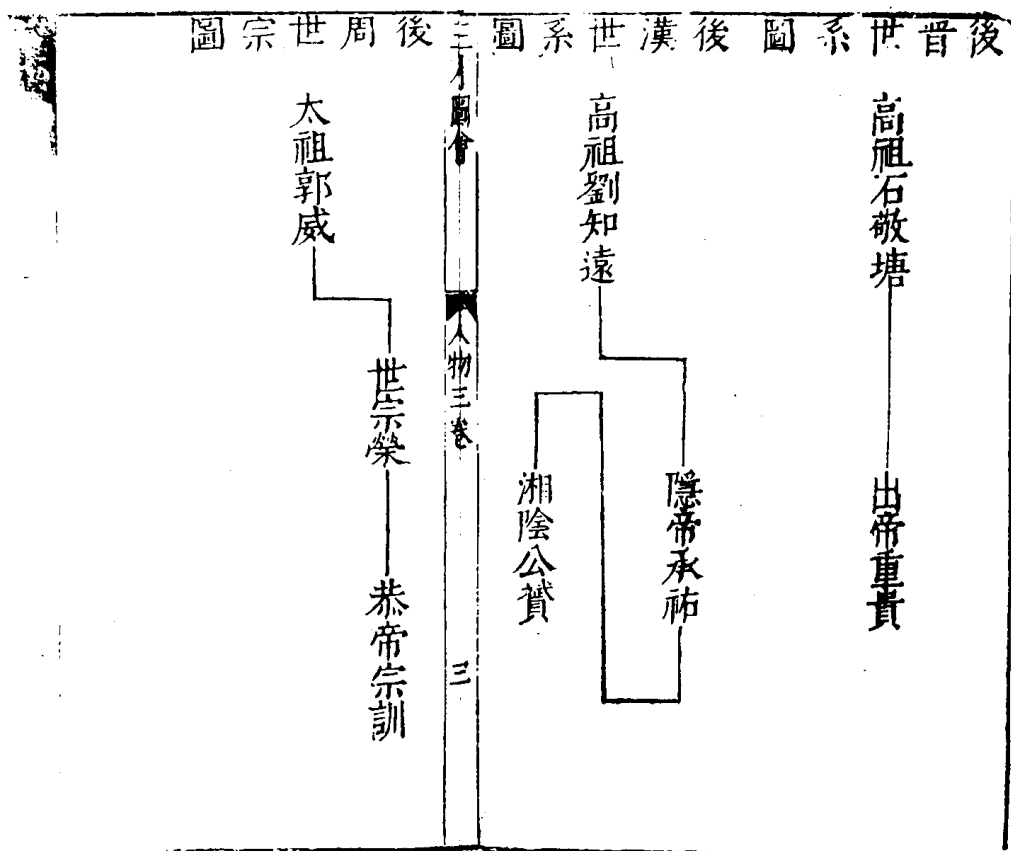 後晋世系圖
高祖石敬塘
出帝重貴
後漢世系圖
高祖劉知遠
隱帝承祐
湘陰公贇
三才圖會
人物三卷
三
後周世宗圖
太祖郭威
世宗榮
恭帝宗訓